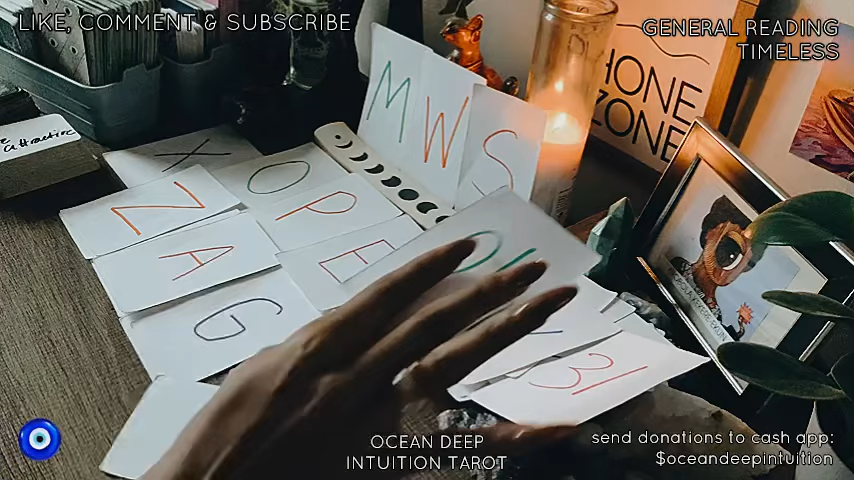 LIKE, COMMENT & SUBSCRIBE
GENERAL READING
TIMELESS
HONE
ZONE
M
W
S
X
O
Z
P
A
E
G
31
OCEAN DEEP
INTUITION TAROT
send donations to cash app:
$oceandeepintuition